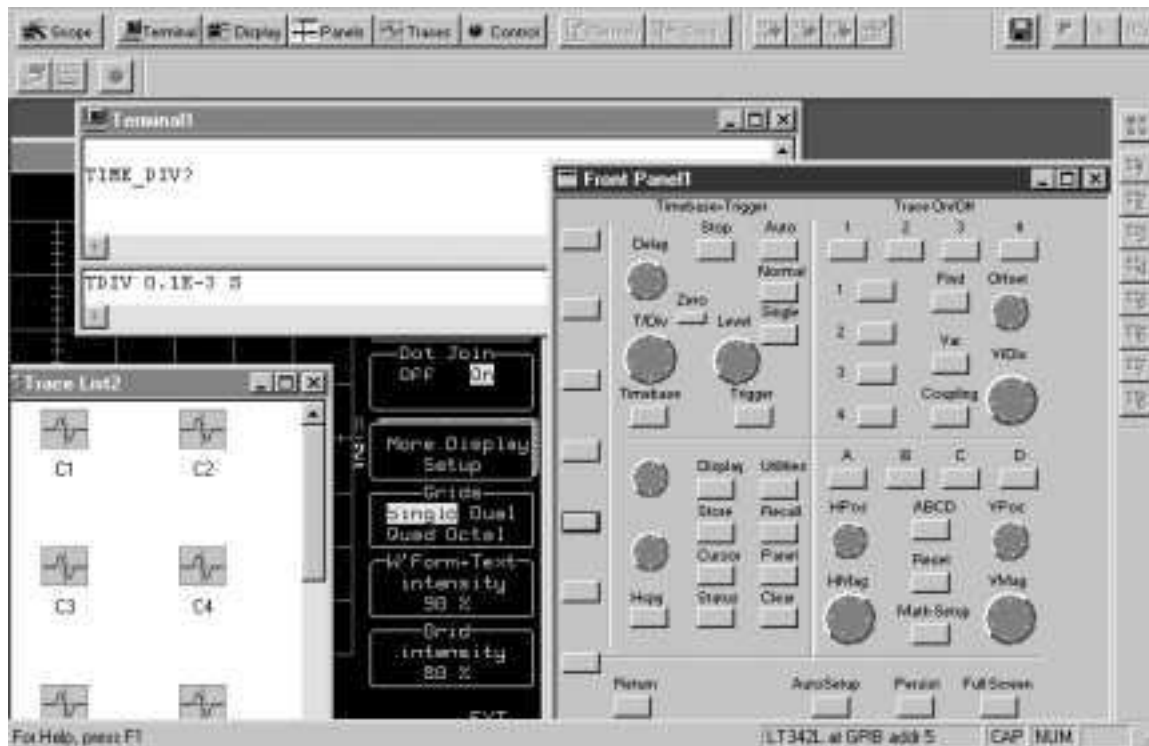 Scope Terminal Display Panels Traces Control
Terminal1
TIME_DIV?
TDIV 0.1E-3 S
Trace List2
C1 C2
C3 C4
Dot Join
Off On
More Display
Setup
Grids
Single Dual
Quad Octal
W'Form+Text
intensity
90 %
Grid
intensity
80 %
EXT
Front Panel1
Timebase+Trigger
Stop Auto
Delay
Normal
Zero
Single
T/Div Level
Timebase Trigger
Display Utilities
Store Recall
Cursor Panel
Hcpy Status Clear
Trace On/Off
1 2 3 4
1 Find Offset
2 Var V/Div
3 Coupling
4
A B C D
HPos ABCD VPos
Reset
HMag VMag
Math Setup
Return AutoSetup Persist Full Screen
For Help, press F1
LT342L at GPIB addr 5 CAP NUM